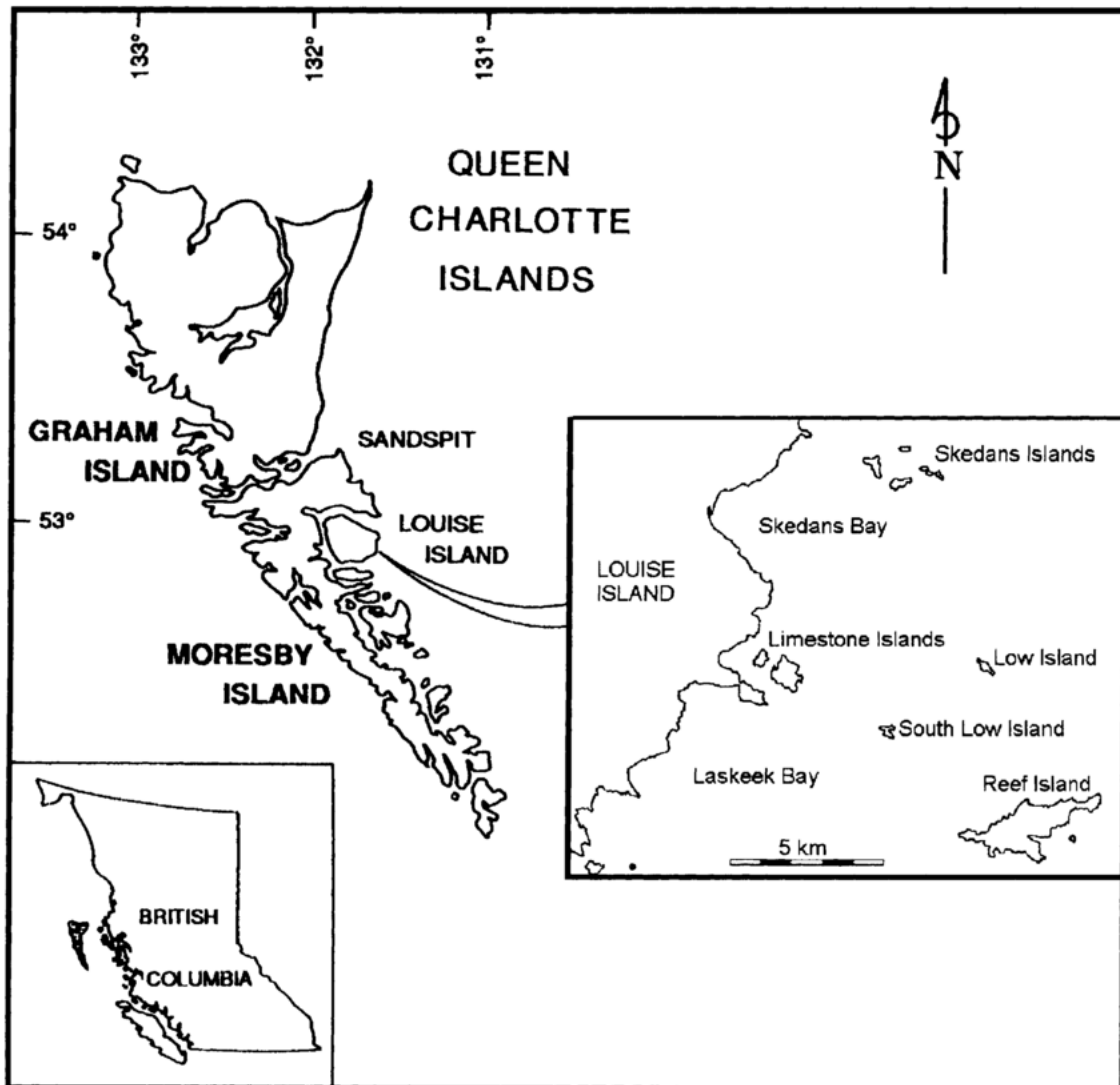 133°
132°
131°
QUEEN
CHARLOTTE
ISLANDS
N
54°
53°
GRAHAM
ISLAND
SANDSPIT
LOUISE
ISLAND
MORESBY
ISLAND
Skedans Islands
Skedans Bay
LOUISE
ISLAND
Limestone Islands
Low Island
South Low Island
Laskeek Bay
Reef Island
5 km
BRITISH
COLUMBIA